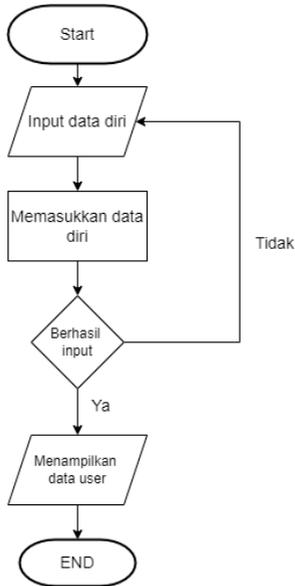 Start
Input data diri
Memasukkan data
diri
Tidak
Berhasil
input
Ya
Menampilkan
data user
END